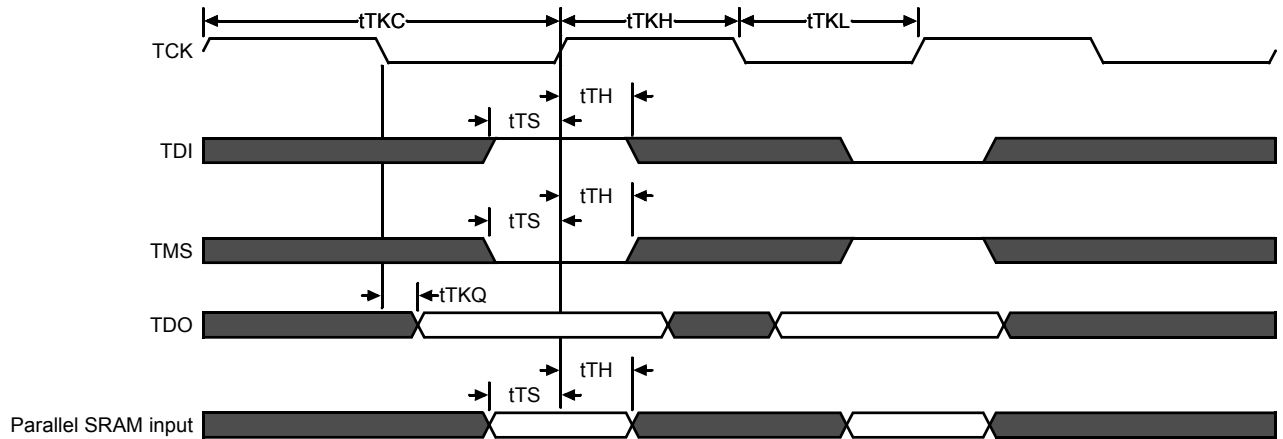 tTKC tTKH tTKL
TCK
tTH
tTS
TDI
tTH
tTS
TMS
tTKQ
TDO
tTH
tTS
Parallel SRAM input